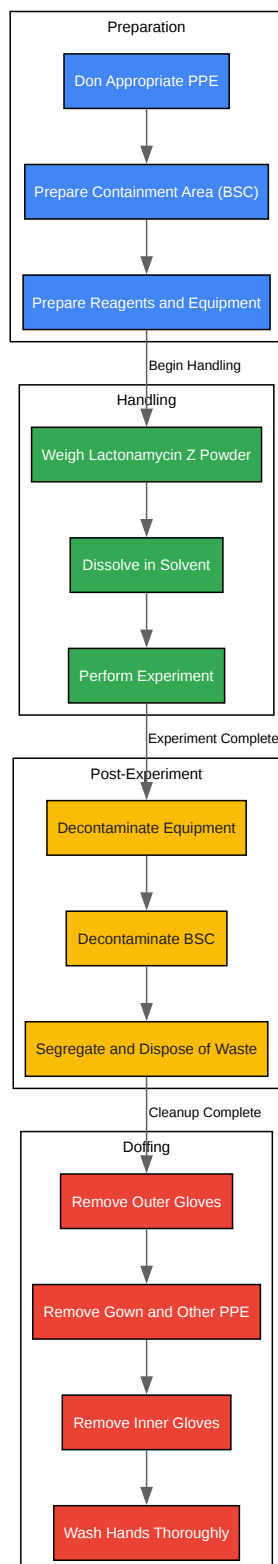 Preparation
Don Appropriate PPE
Prepare Containment Area (BSC)
Prepare Reagents and Equipment
Begin Handling
Handling
Weigh Lactonamycin Z Powder
Dissolve in Solvent
Perform Experiment
Experiment Complete
Post-Experiment
Decontaminate Equipment
Decontaminate BSC
Segregate and Dispose of Waste
Cleanup Complete
Doffing
Remove Outer Gloves
Remove Gown and Other PPE
Remove Inner Gloves
Wash Hands Thoroughly